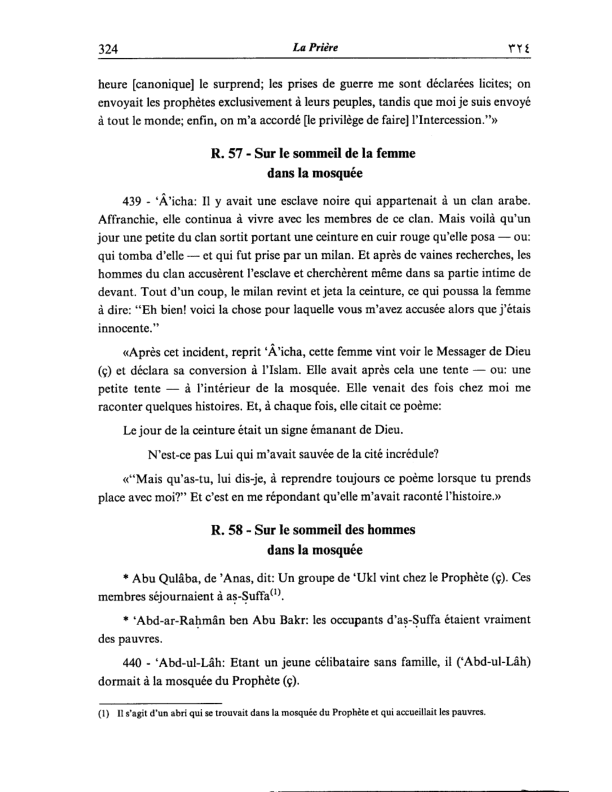 324
La Prière
٣٢٤
heure [canonique] le surprend; les prises de guerre me sont déclarées licites; on
envoyait les prophètes exclusivement à leurs peuples, tandis que moi je suis envoyé
à tout le monde; enfin, on m'a accordé [le privilège de faire] l'Intercession."»
R. 57 - Sur le sommeil de la femme
dans la mosquée
439 - ‘Â’icha: Il y avait une esclave noire qui appartenait à un clan arabe.
Affranchie, elle continua à vivre avec les membres de ce clan. Mais voilà qu'un
jour une petite du clan sortit portant une ceinture en cuir rouge qu'elle posa — ou:
qui tomba d'elle — et qui fut prise par un milan. Et après de vaines recherches, les
hommes du clan accusèrent l'esclave et cherchèrent même dans sa partie intime de
devant. Tout d'un coup, le milan revint et jeta la ceinture, ce qui poussa la femme
à dire: "Eh bien! voici la chose pour laquelle vous m'avez accusée alors que j'étais
innocente."
«Après cet incident, reprit ‘Â’icha, cette femme vint voir le Messager de Dieu
(ç) et déclara sa conversion à l'Islam. Elle avait après cela une tente — ou: une
petite tente — à l'intérieur de la mosquée. Elle venait des fois chez moi me
raconter quelques histoires. Et, à chaque fois, elle citait ce poème:
Le jour de la ceinture était un signe émanant de Dieu.
N'est-ce pas Lui qui m'avait sauvée de la cité incrédule?
«"Mais qu'as-tu, lui dis-je, à reprendre toujours ce poème lorsque tu prends
place avec moi?" Et c'est en me répondant qu'elle m'avait raconté l'histoire.»
R. 58 - Sur le sommeil des hommes
dans la mosquée
* Abu Qulâba, de ’Anas, dit: Un groupe de ‘Ukl vint chez le Prophète (ç). Ces
membres séjournaient à aṣ-Ṣuffa(1).
* ‘Abd-ar-Raḥmân ben Abu Bakr: les occupants d'aṣ-Ṣuffa étaient vraiment
des pauvres.
440 - ‘Abd-ul-Lâh: Etant un jeune célibataire sans famille, il (‘Abd-ul-Lâh)
dormait à la mosquée du Prophète (ç).
(1) Il s'agit d'un abri qui se trouvait dans la mosquée du Prophète et qui accueillait les pauvres.